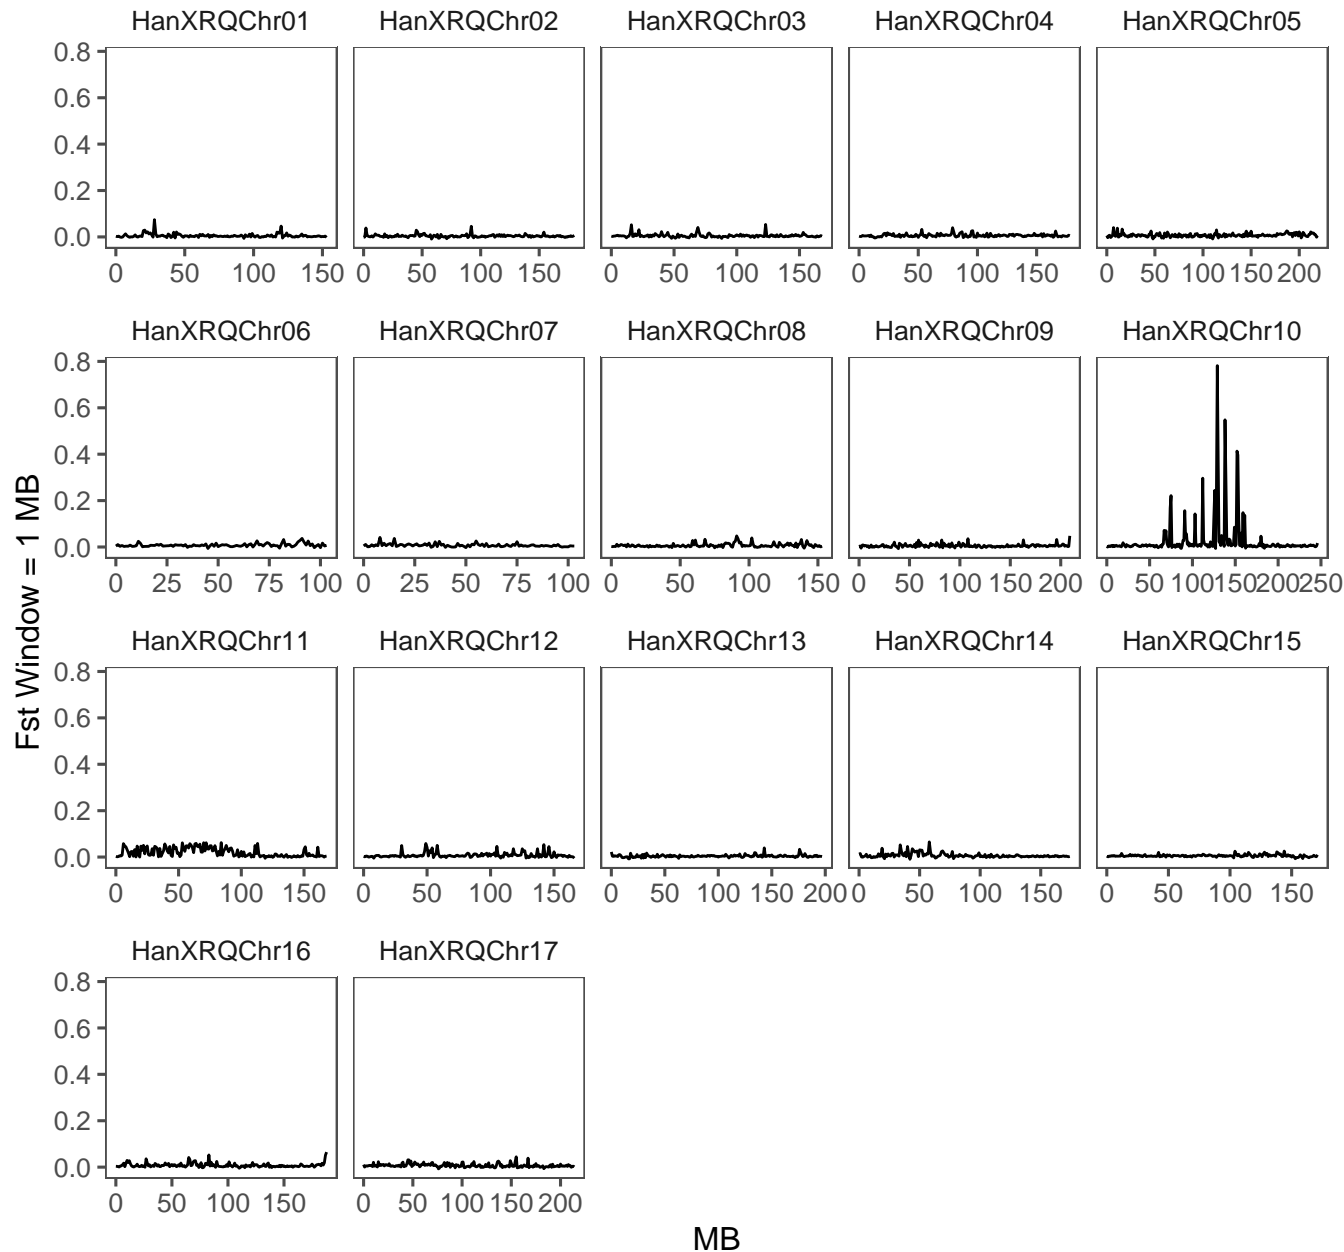 HanXRQChr01 HanXRQChr02 HanXRQChr03 HanXRQChr04 HanXRQChr05
0.8
0.6
0.4
0.2
0.0
0 50 100 150 0 50 100 150 0 50 100 150 0 50 100 150 0 50 100 150 200
HanXRQChr06 HanXRQChr07 HanXRQChr08 HanXRQChr09 HanXRQChr10
0.8
0.6
0.4
0.2
0.0
0 25 50 75 100 0 25 50 75 100 0 50 100 150 0 50 100 150 200 0 50 100 150 200 250
Fst Window = 1 MB
HanXRQChr11 HanXRQChr12 HanXRQChr13 HanXRQChr14 HanXRQChr15
0.8
0.6
0.4
0.2
0.0
0 50 100 150 0 50 100 150 0 50 100 150 200 0 50 100 150 0 50 100 150
HanXRQChr16 HanXRQChr17
0.8
0.6
0.4
0.2
0.0
0 50 100 150 0 50 100 150 200
MB